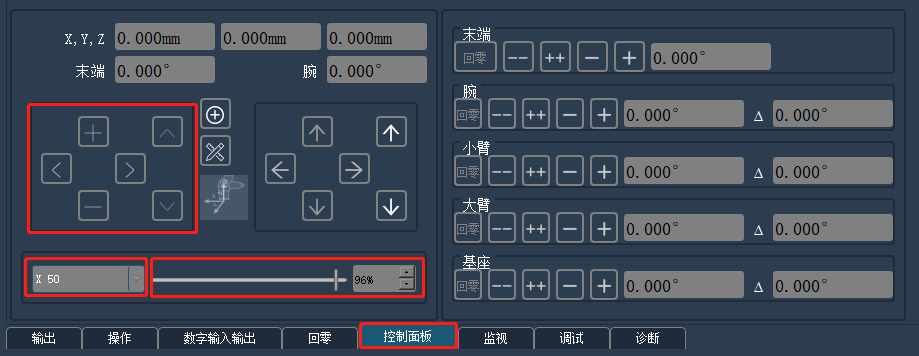 X,Y,Z 0.000mm 0.000mm 0.000mm
末端 0.000° 腕 0.000°
X 50 96%
末端
回零 -- ++ - + 0.000°
腕
回零 -- ++ - + 0.000° Δ 0.000°
小臂
回零 -- ++ - + 0.000° Δ 0.000°
大臂
回零 -- ++ - + 0.000° Δ 0.000°
基座
回零 -- ++ - + 0.000° Δ 0.000°
输出 操作 数字输入输出 回零 控制面板 监视 调试 诊断